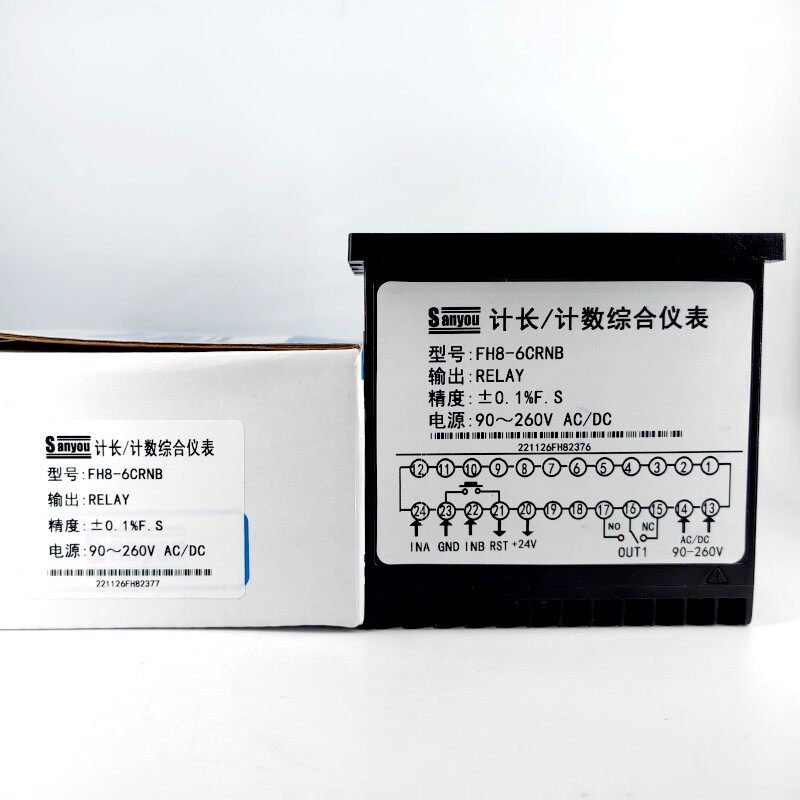 Sanyou 计长/计数综合仪表
型号:FH8-6CRNB
输出:RELAY
精度:±0.1%F.S
电源:90~260V AC/DC
221126FH82377
Sanyou 计长/计数综合仪表
型号:FH8-6CRNB
输出:RELAY
精度:±0.1%F.S
电源:90~260V AC/DC
221126FH82376
12 11 10 9 8 7 6 5 4 3 2 1
24 23 22 21 20 19 18 17 16 15 14 13
NO NC AC/DC
INA GND INB RST +24V OUT1 90-260V